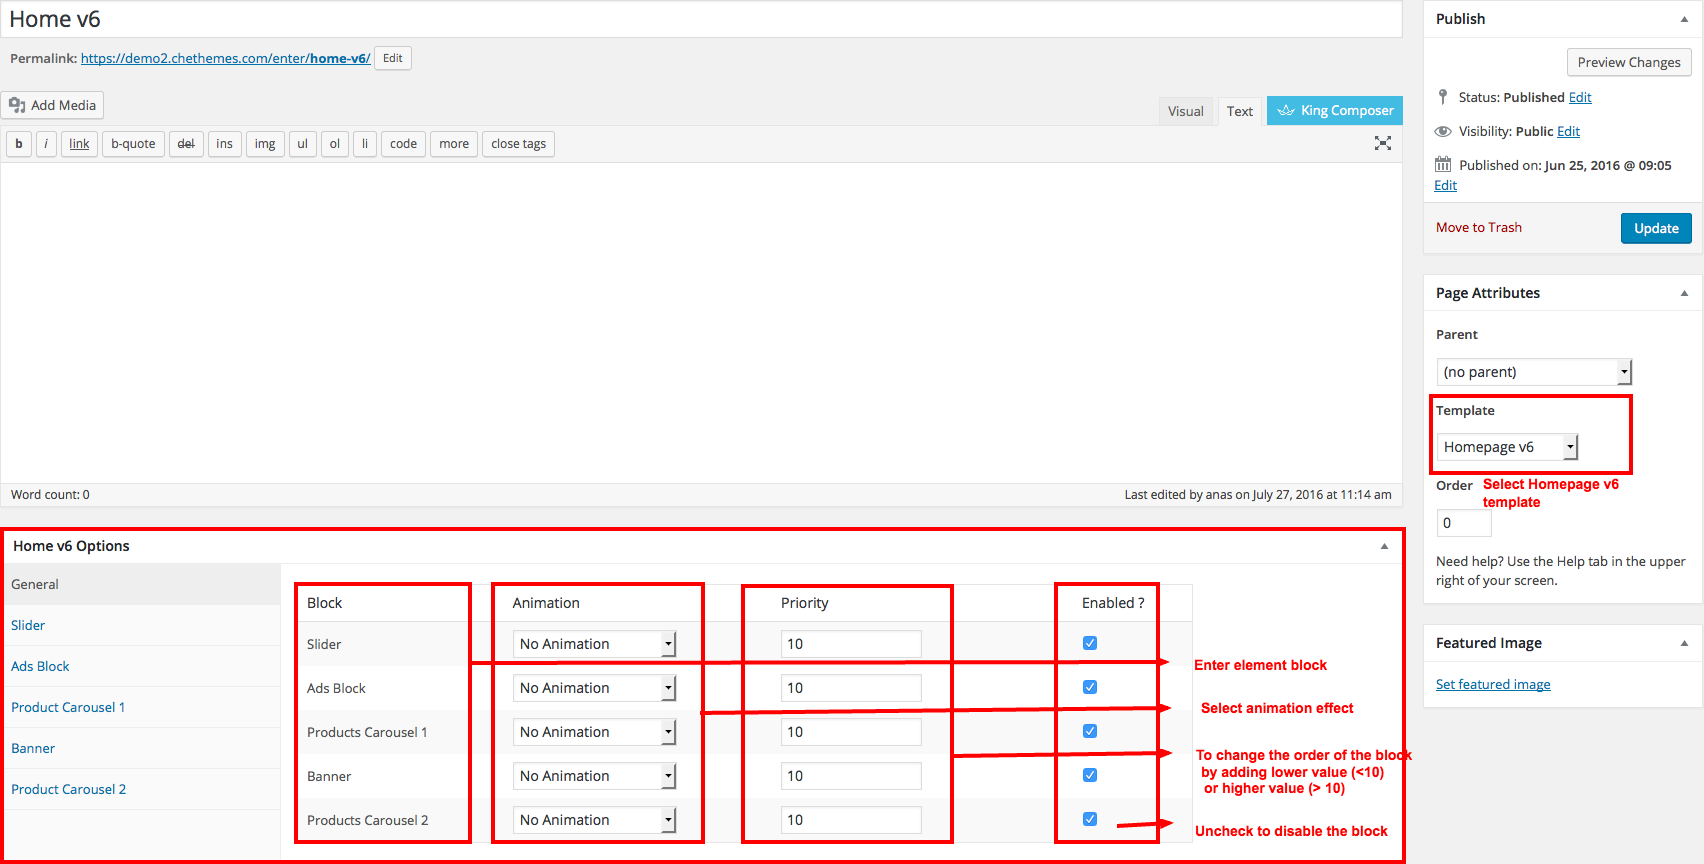 Home v6
Permalink: https://demo2.chethemes.com/enter/home-v6/ Edit
Add Media
Visual Text King Composer
b i link b-quote del ins img ul ol li code more close tags
Word count: 0
Last edited by anas on July 27, 2016 at 11:14 am
Publish
Preview Changes
Status: Published Edit
Visibility: Public Edit
Published on: Jun 25, 2016 @ 09:05
Edit
Move to Trash
Update
Page Attributes
Parent
(no parent)
Template
Homepage v6
Order
Select Homepage v6
template
0
Need help? Use the Help tab in the upper
right of your screen.
Featured Image
Set featured image
Home v6 Options
General
Slider
Ads Block
Product Carousel 1
Banner
Product Carousel 2
Block Animation Priority Enabled ?
Slider No Animation 10
Ads Block No Animation 10
Products Carousel 1 No Animation 10
Banner No Animation 10
Products Carousel 2 No Animation 10
Enter element block
Select animation effect
To change the order of the block
by adding lower value (<10)
or higher value (> 10)
Uncheck to disable the block